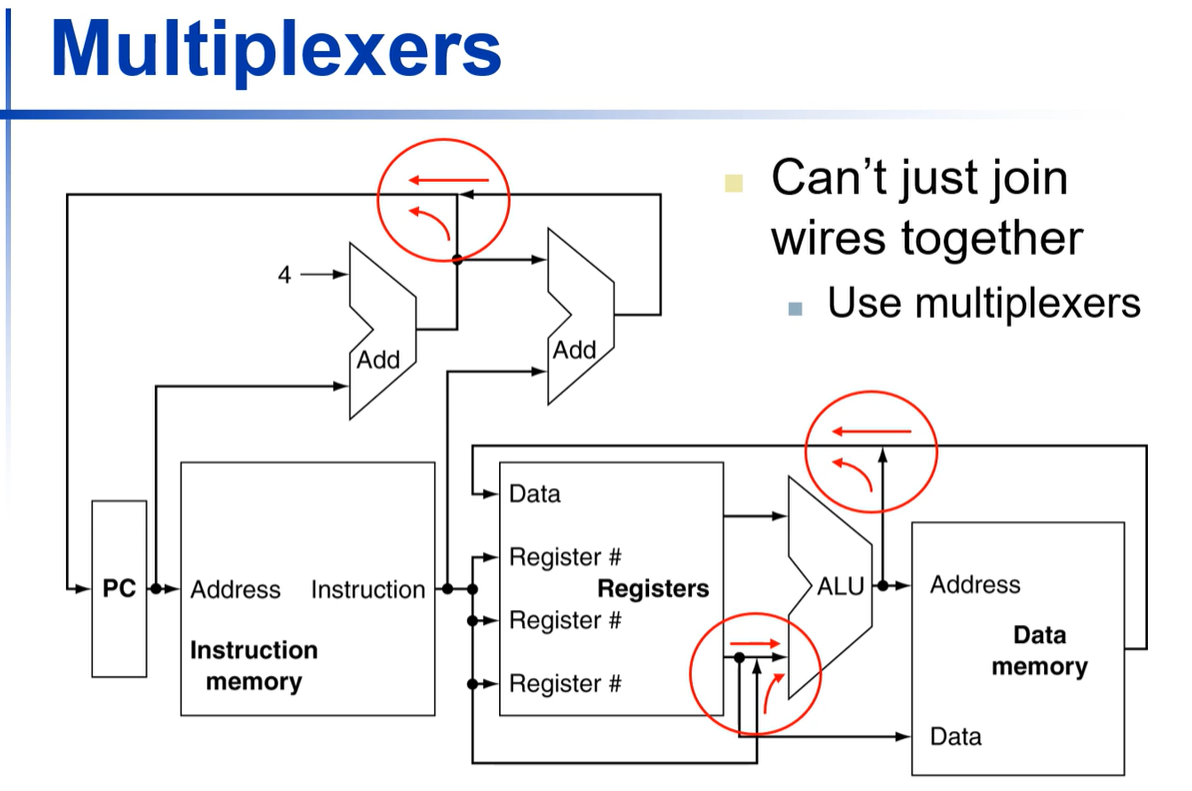 Multiplexers
Can't just join
wires together
Use multiplexers
4
Add
Add
PC
Address Instruction
Instruction
memory
Data
Register #
Registers
Register #
Register #
ALU
Address
Data
memory
Data